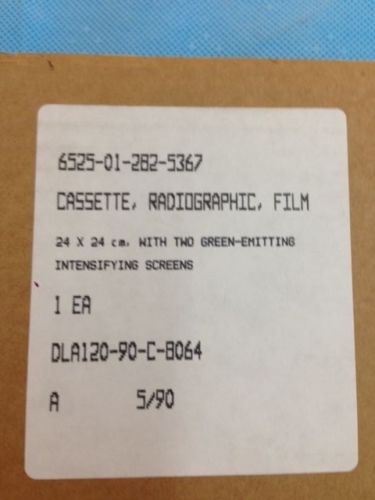 6525-01-282-5367
CASSETTE, RADIOGRAPHIC, FILM
24 X 24 cm. WITH TWO GREEN-EMITTING
INTENSIFYING SCREENS
1 EA
DLA120-90-C-8064
A 5/90